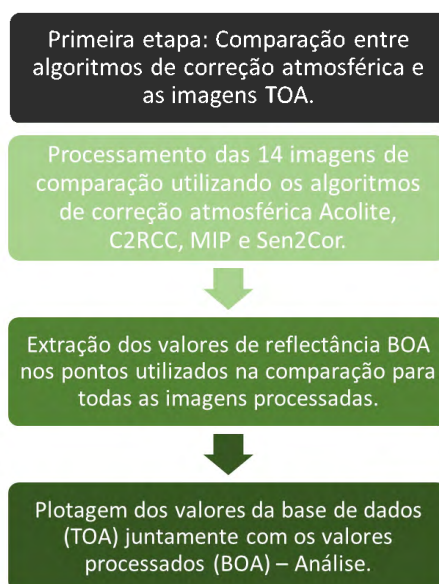 Primeira etapa: Comparação entre
algoritmos de correção atmosférica e
as imagens TOA.
Processamento das 14 imagens de
comparação utilizando os algoritmos
de correção atmosférica Acolite,
C2RCC, MIP e Sen2Cor.
Extração dos valores de reflectância BOA
nos pontos utilizados na comparação para
todas as imagens processadas.
Plotagem dos valores da base de dados
(TOA) juntamente com os valores
processados (BOA) – Análise.